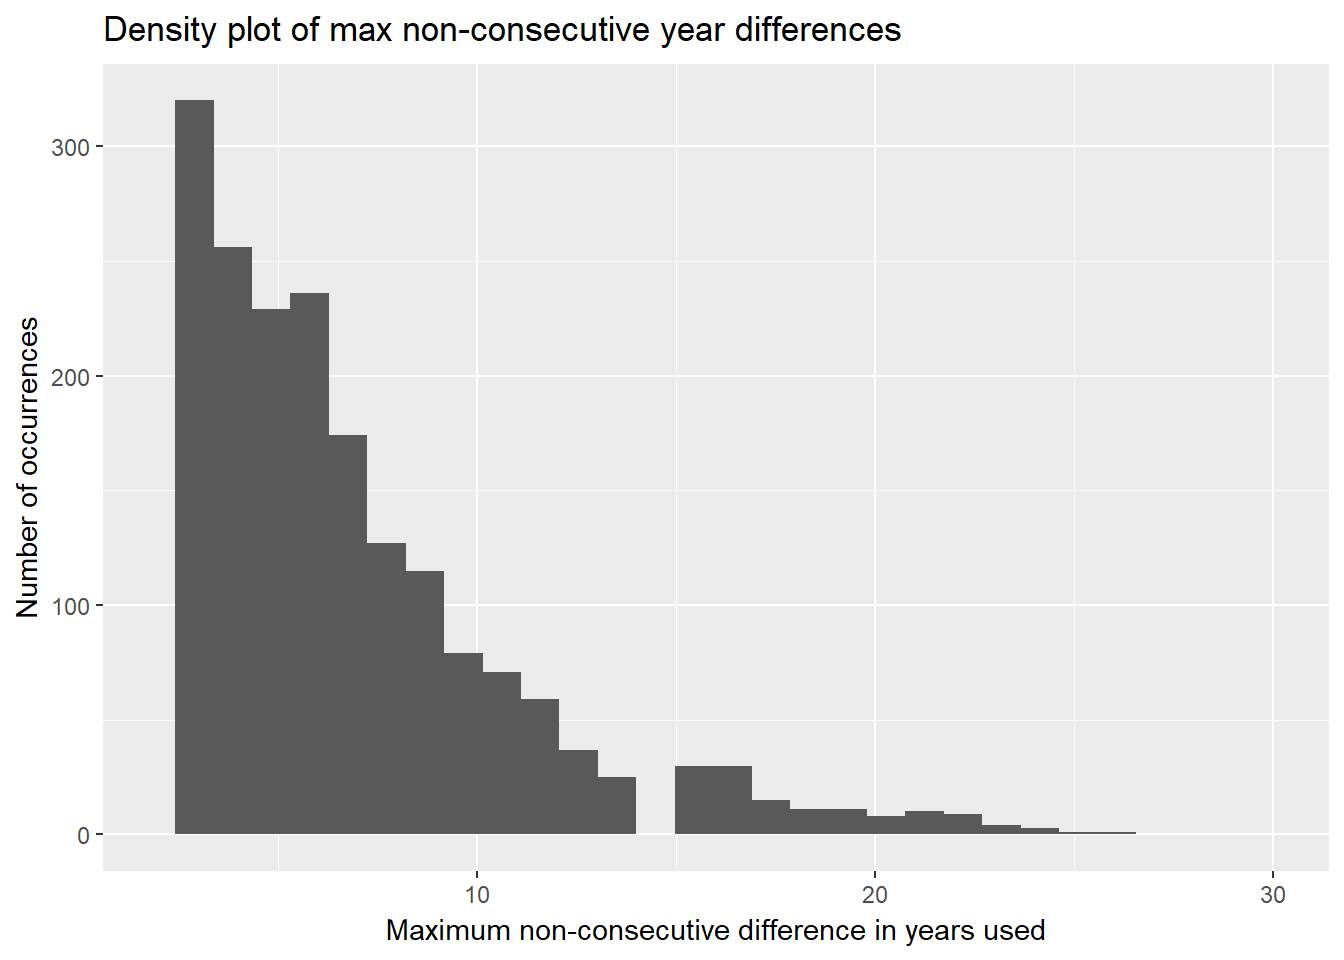 Density plot of max non-consecutive year differences
Number of occurrences
300
200
100
0
10
20
30
Maximum non-consecutive difference in years used